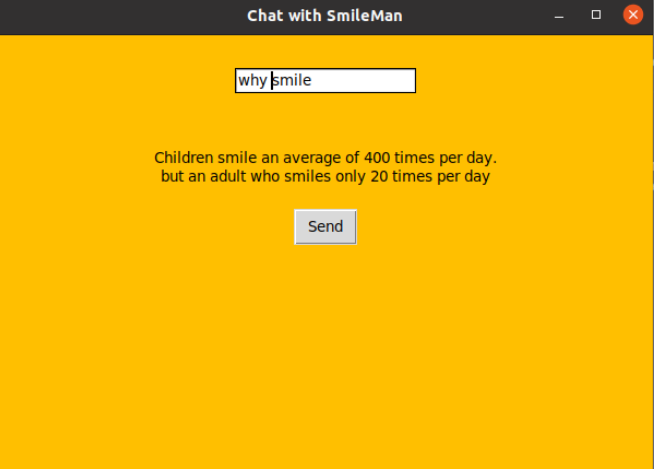 Chat with SmileMan
why smile
Children smile an average of 400 times per day.
but an adult who smiles only 20 times per day
Send